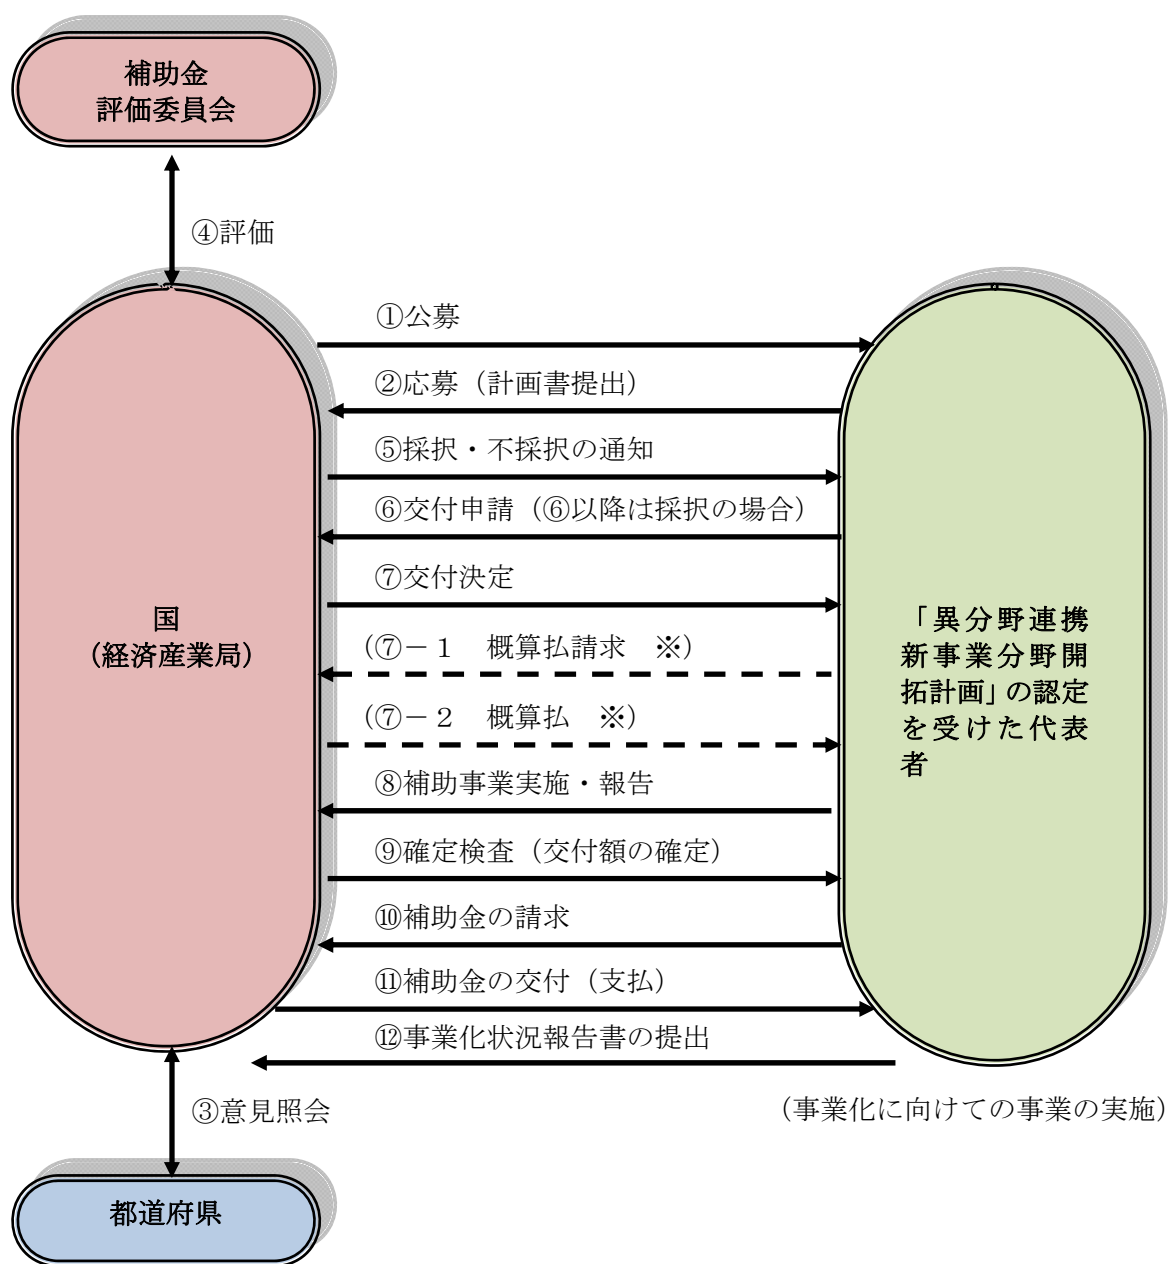 補助金
評価委員会
④評価
①公募
②応募（計画書提出）
⑤採択・不採択の通知
⑥交付申請（⑥以降は採択の場合）
⑦交付決定
国
（経済産業局）
（⑦－１　概算払請求　※）
（⑦－２　概算払　※）
「異分野連携
新事業分野開
拓計画」の認定
を受けた代表
者
⑧補助事業実施・報告
⑨確定検査（交付額の確定）
⑩補助金の請求
⑪補助金の交付（支払）
⑫事業化状況報告書の提出
③意見照会
（事業化に向けての事業の実施）
都道府県